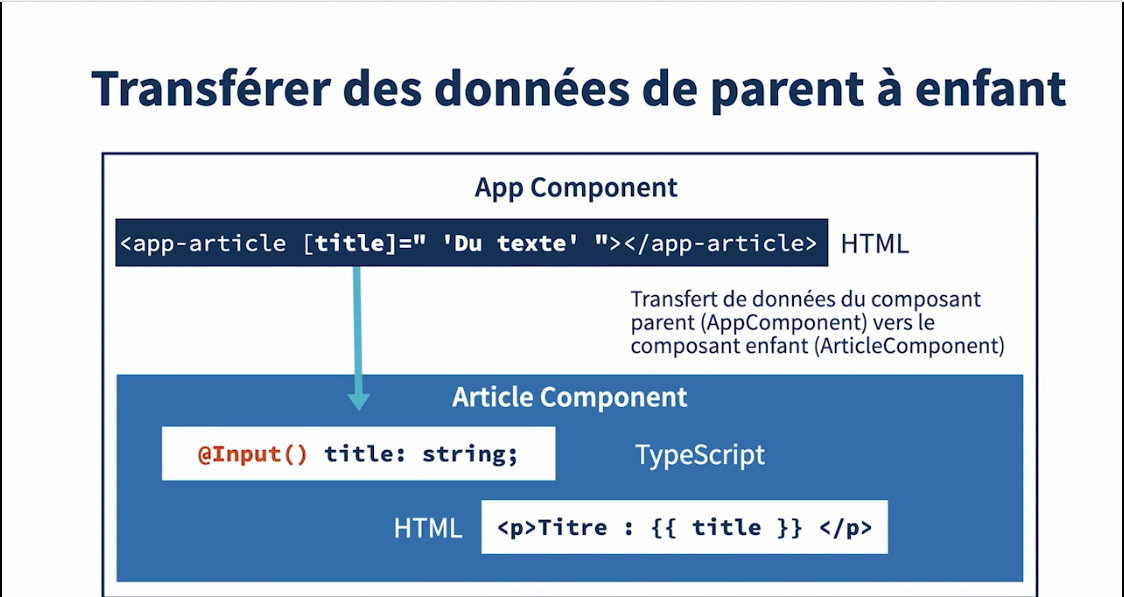 Transférer des données de parent à enfant
App Component
<app-article [title]=" 'Du texte' "></app-article> HTML
Transfert de données du composant
parent (AppComponent) vers le
composant enfant (ArticleComponent)
Article Component
@Input() title: string; TypeScript
HTML <p>Titre : {{ title }} </p>